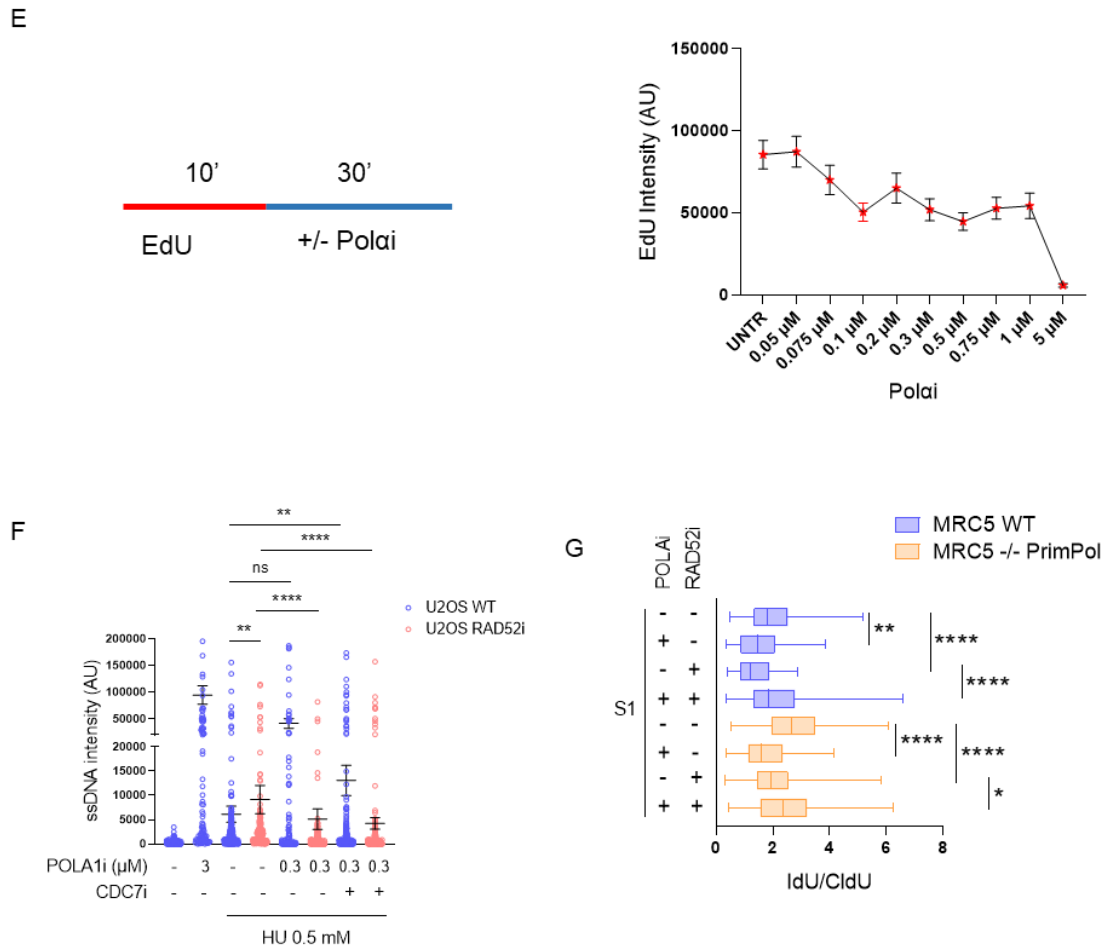 E
10' 30'
EdU +/- Polαi
EdU Intensity (AU)
150000
100000
50000
0
UNTR 0.05 µM 0.075 µM 0.1 µM 0.2 µM 0.3 µM 0.5 µM 0.75 µM 1 µM 5 µM
Polαi
F
**
****
ns
****
**
U2OS WT
U2OS RAD52i
ssDNA intensity (AU)
200000
150000
100000
50000
20000
15000
10000
5000
0
POLA1i (µM) - 3 - - 0.3 0.3 0.3 0.3
CDC7i - - - - - - + +
HU 0.5 mM
G
MRC5 WT
MRC5 -/- PrimPol
POLAi RAD52i
- -
+ -
- +
+ +
- -
+ -
- +
+ +
S1
**
****
****
****
****
*
0 2 4 6 8
IdU/CldU